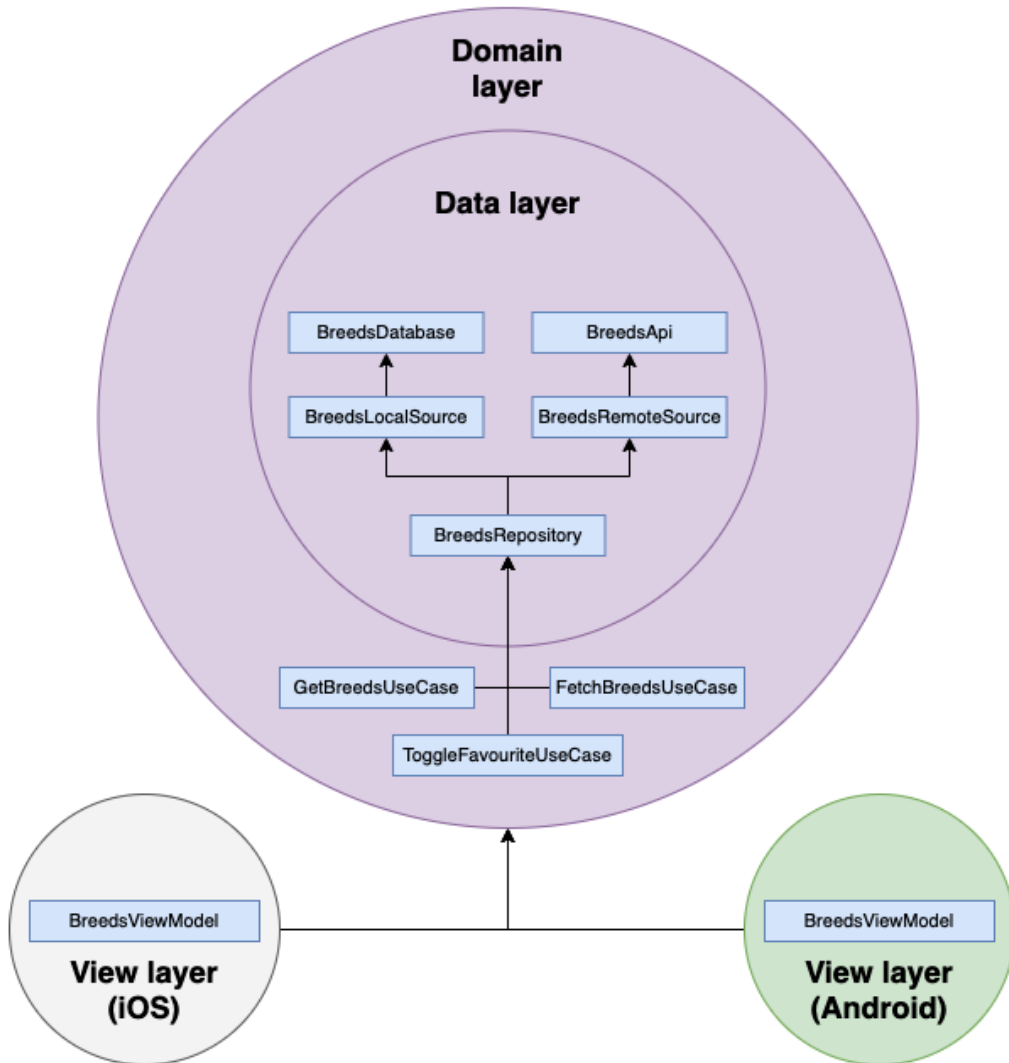 Domain
layer
Data layer
BreedsDatabase
BreedsApi
BreedsLocalSource
BreedsRemoteSource
BreedsRepository
GetBreedsUseCase
FetchBreedsUseCase
ToggleFavouriteUseCase
BreedsViewModel
View layer
(iOS)
BreedsViewModel
View layer
(Android)